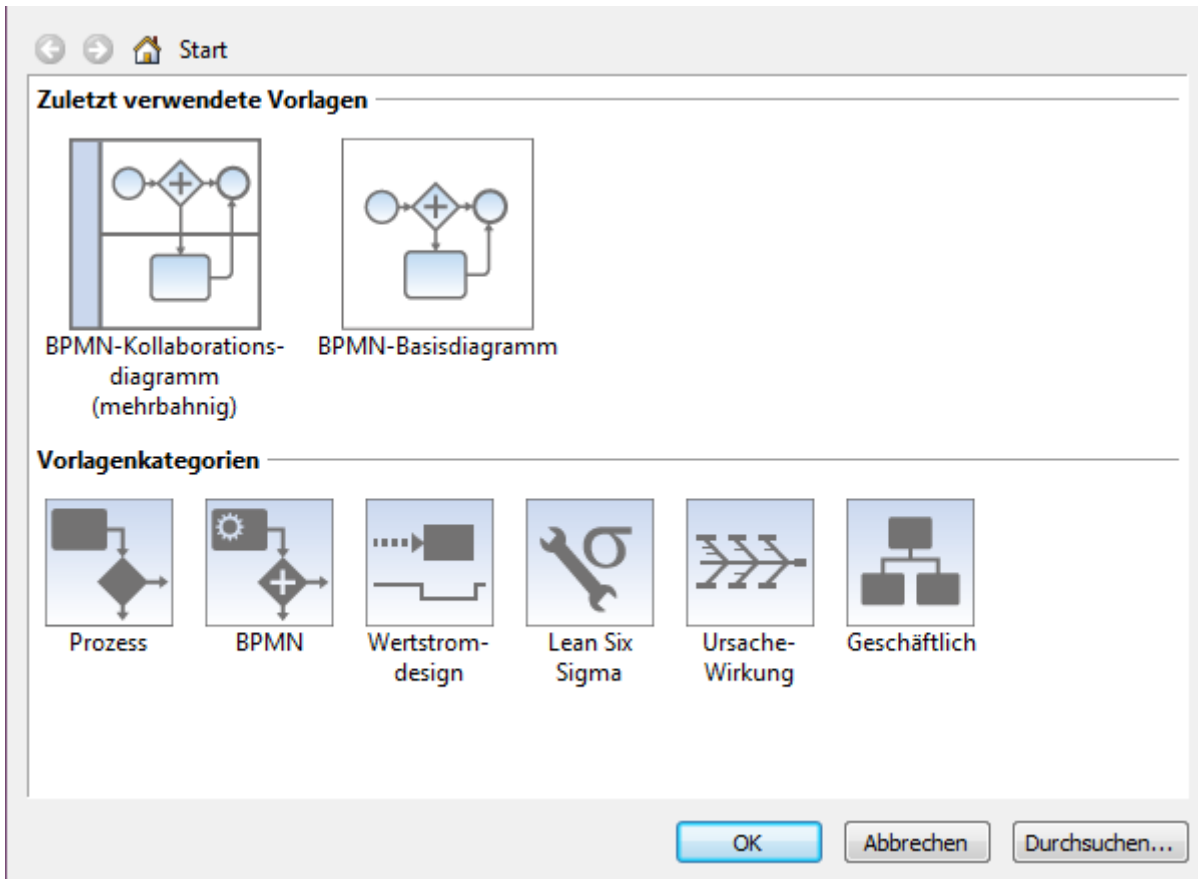 Start
Zuletzt verwendete Vorlagen
BPMN-Kollaborations-
diagramm
(mehrbahnig)
BPMN-Basisdiagramm
Vorlagenkategorien
Prozess
BPMN
Wertstrom-
design
Lean Six
Sigma
Ursache-
Wirkung
Geschäftlich
OK
Abbrechen
Durchsuchen...